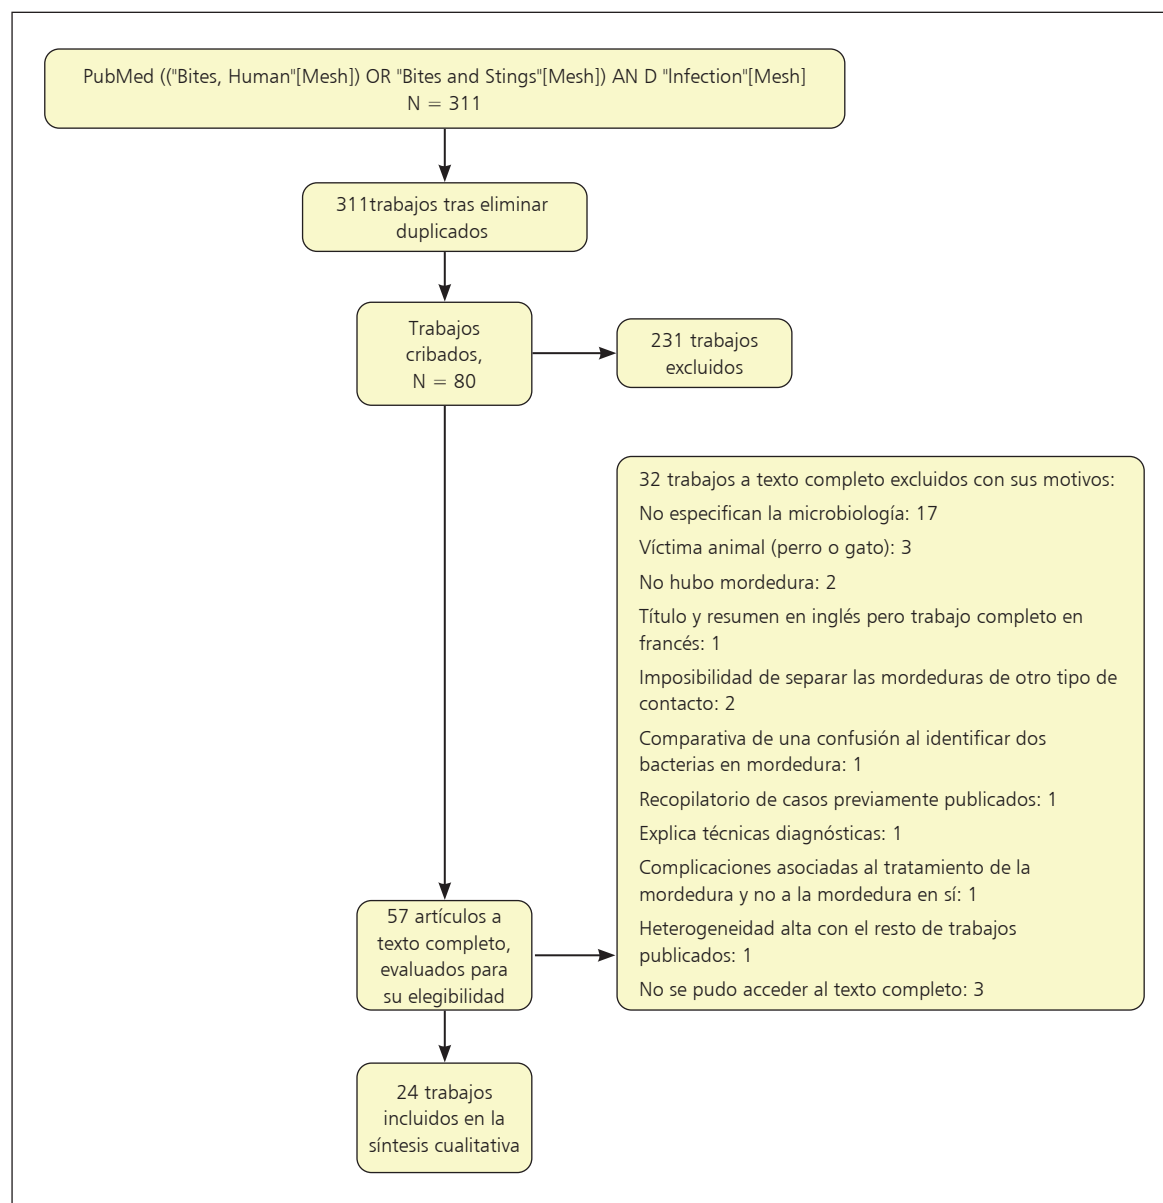 PubMed (("Bites, Human"[Mesh]) OR "Bites and Stings"[Mesh]) AN D "Infection"[Mesh]
N = 311
311trabajos tras eliminar
duplicados
Trabajos
cribados,
N = 80
231 trabajos
excluidos
32 trabajos a texto completo excluidos con sus motivos:
No especifican la microbiología: 17
Víctima animal (perro o gato): 3
No hubo mordedura: 2
Título y resumen en inglés pero trabajo completo en
francés: 1
Imposibilidad de separar las mordeduras de otro tipo de
contacto: 2
Comparativa de una confusión al identificar dos
bacterias en mordedura: 1
Recopilatorio de casos previamente publicados: 1
Explica técnicas diagnósticas: 1
Complicaciones asociadas al tratamiento de la
mordedura y no a la mordedura en sí: 1
Heterogeneidad alta con el resto de trabajos
publicados: 1
No se pudo acceder al texto completo: 3
57 artículos a
texto completo,
evaluados para
su elegibilidad
24 trabajos
incluidos en la
síntesis cualitativa